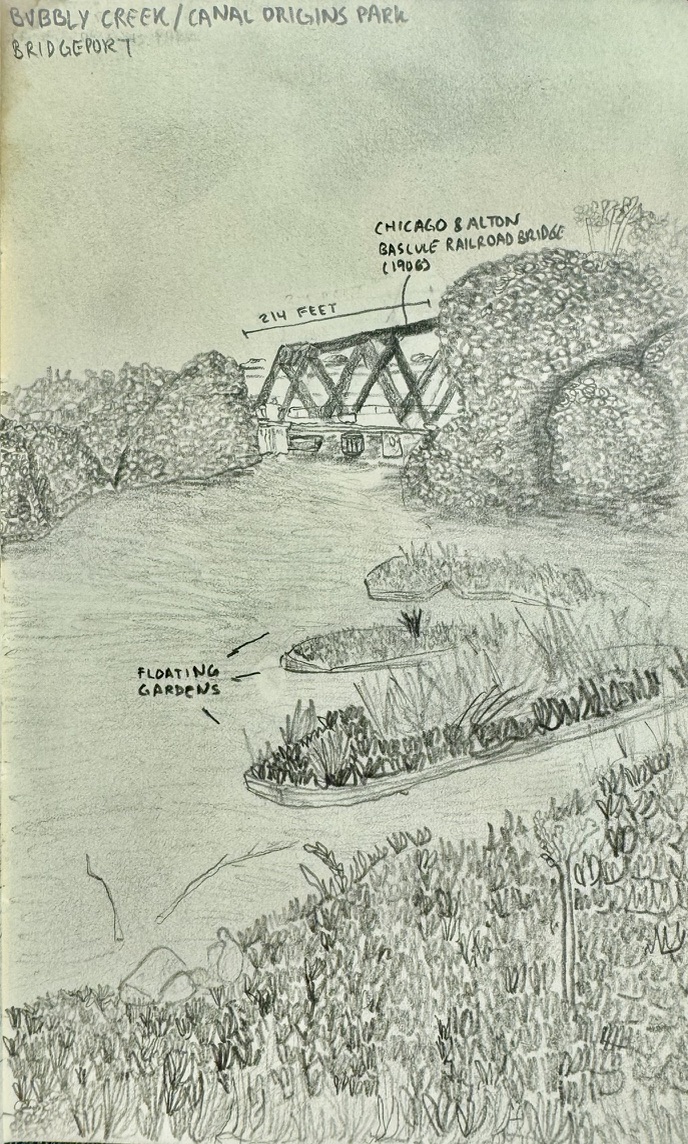 BUBBLY CREEK/CANAL ORIGINS PARK
BRIDGEPORT
CHICAGO & ALTON
BASCULE RAILROAD BRIDGE
(1906)
214 FEET
FLOATING
GARDENS